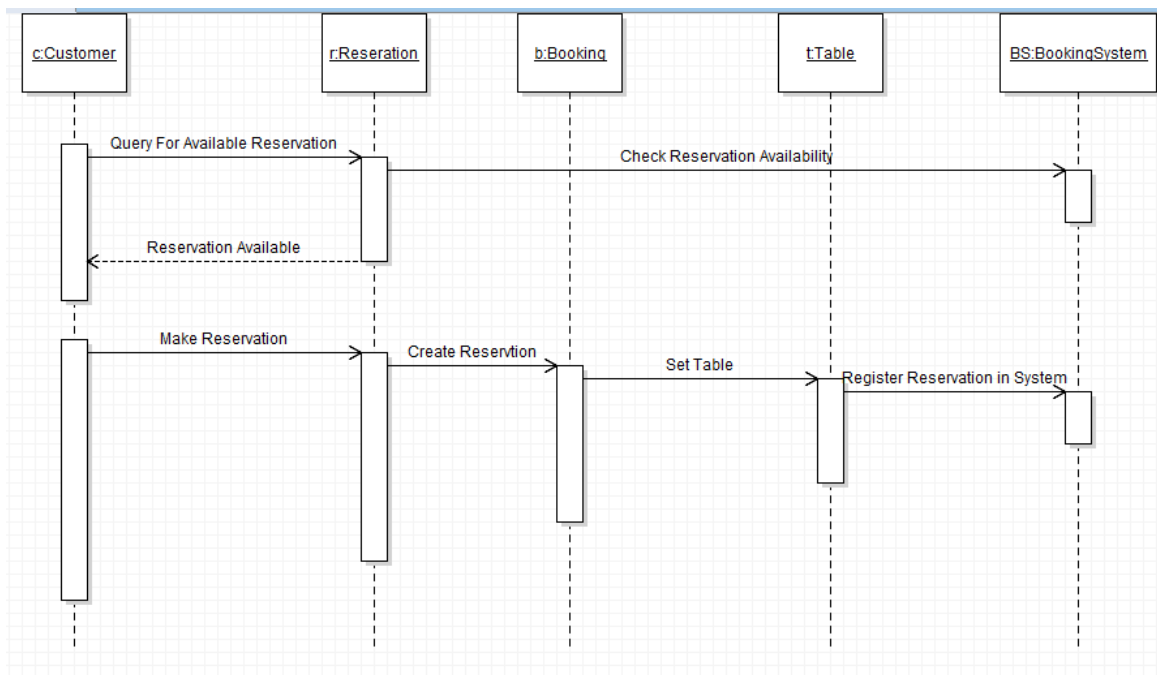 c:Customer
r:Reseration
b:Booking
t:Table
BS:BookingSystem
Query For Available Reservation
Check Reservation Availability
Reservation Available
Make Reservation
Create Reservtion
Set Table
Register Reservation in System